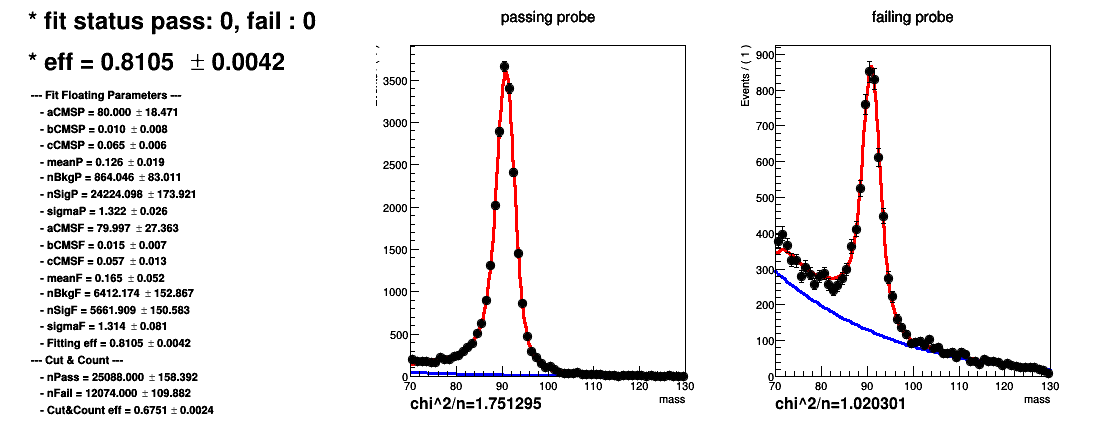 * fit status pass: 0, fail : 0
* eff = 0.8105 ± 0.0042
--- Fit Floating Parameters ---
- aCMSP = 80.000 ± 18.471
- bCMSP = 0.010 ± 0.008
- cCMSP = 0.065 ± 0.006
- meanP = 0.126 ± 0.019
- nBkgP = 864.046 ± 83.011
- nSigP = 24224.098 ± 173.921
- sigmaP = 1.322 ± 0.026
- aCMSF = 79.997 ± 27.363
- bCMSF = 0.015 ± 0.007
- cCMSF = 0.057 ± 0.013
- meanF = 0.165 ± 0.052
- nBkgF = 6412.174 ± 152.867
- nSigF = 5661.909 ± 150.583
- sigmaF = 1.314 ± 0.081
- Fitting eff = 0.8105 ± 0.0042
--- Cut & Count ---
- nPass = 25088.000 ± 158.392
- nFail = 12074.000 ± 109.882
- Cut&Count eff = 0.6751 ± 0.0024
passing probe
3500
3000
2500
2000
1500
1000
500
0
70 80 90 100 110 120 130
mass
chi^2/n=1.751295
failing probe
Events / ( 1 )
900
800
700
600
500
400
300
200
100
0
70 80 90 100 110 120 130
mass
chi^2/n=1.020301